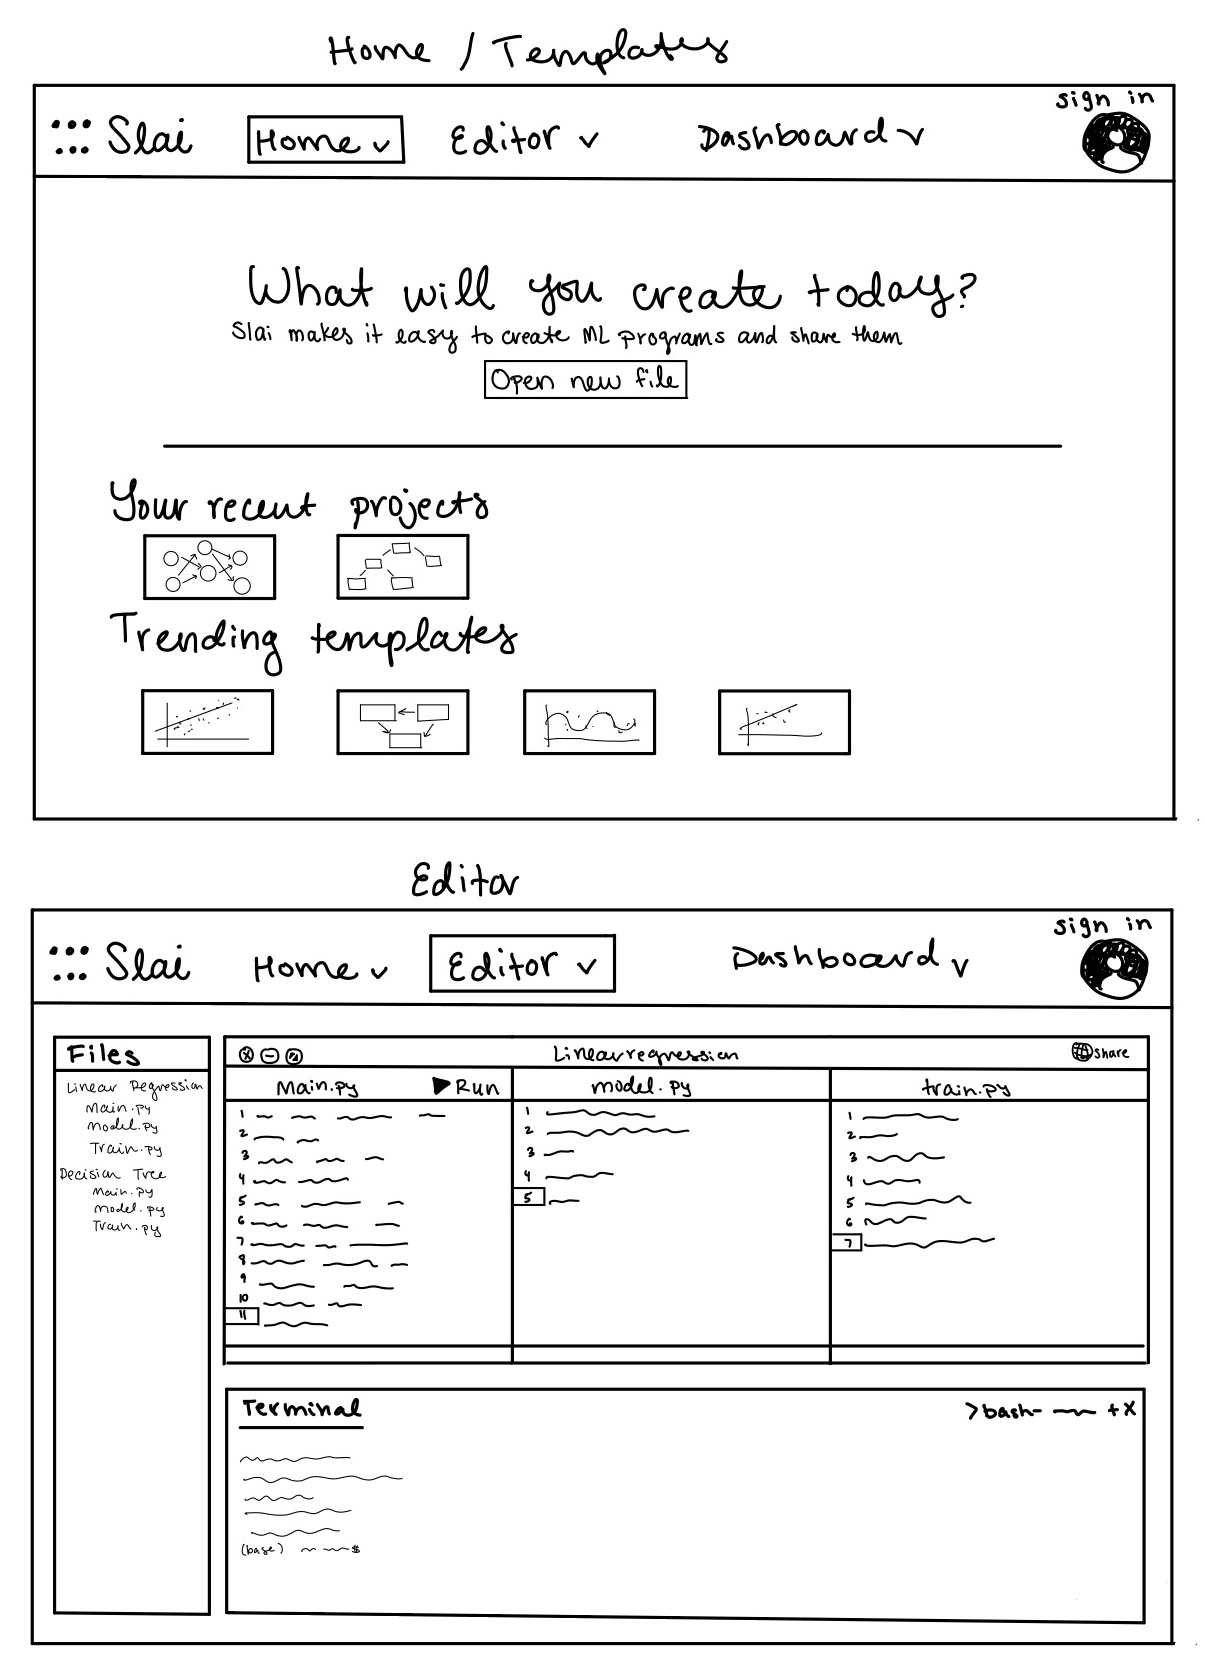 Home / Templates
sign in
Slai Home Editor Dashboard
What will you create today?
Slai makes it easy to create ML programs and share them
Open new file
Your recent projects
Trending templates
Editor
sign in
Slai Home Editor Dashboard
Files
Linear Regression
Main.py
Model.py
Train.py
Decision Tree
Main.py
Model.py
Train.py
Linear regression share
Main.py Run
1
2
3
4
5
6
7
8
9
10
11
model.py
1
2
3
4
5
train.py
1
2
3
4
5
6
7
Terminal >bash- +x
(base) $